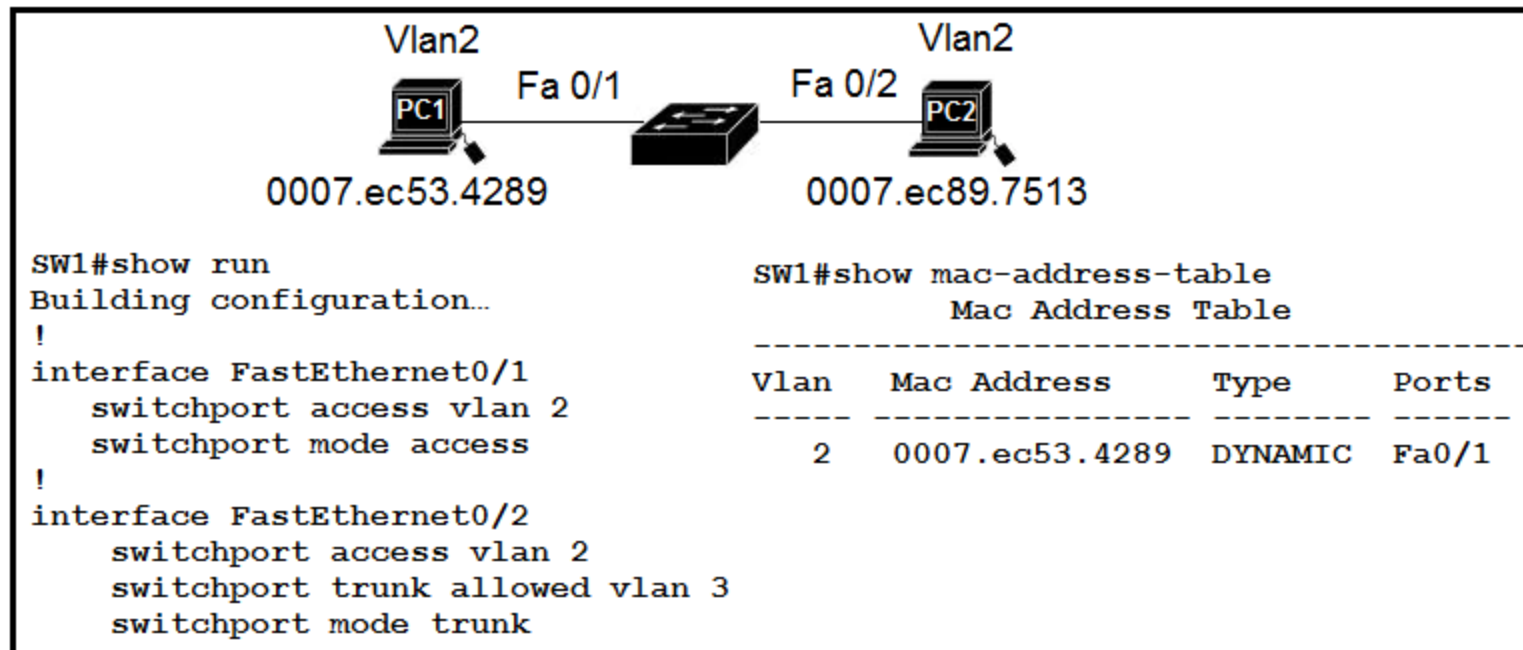 Vlan2
Vlan2
Fa 0/1
Fa 0/2
PC1
PC2
0007.ec53.4289
0007.ec89.7513
SW1#show run
Building configuration…
!
interface FastEthernet0/1
switchport access vlan 2
switchport mode access
!
interface FastEthernet0/2
switchport access vlan 2
switchport trunk allowed vlan 3
switchport mode trunk
SW1#show mac-address-table
Mac Address Table
----------------------------------------
Vlan Mac Address Type Ports
----- ---------------- -------- ------
2 0007.ec53.4289 DYNAMIC Fa0/1